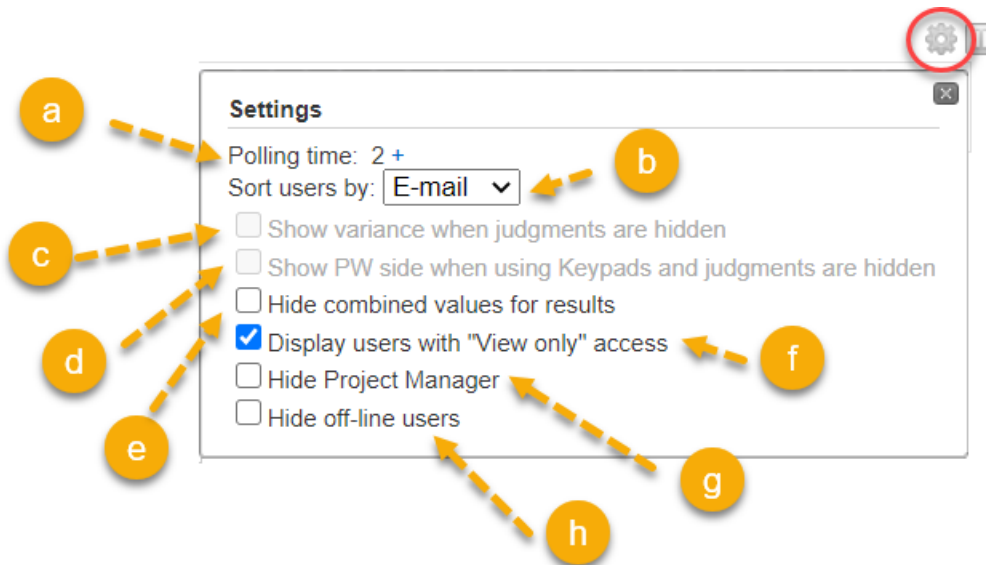 Settings
a
Polling time: 2 +
Sort users by: E-mail
b
c
Show variance when judgments are hidden
d
Show PW side when using Keypads and judgments are hidden
e
Hide combined values for results
Display users with "View only" access
f
Hide Project Manager
g
Hide off-line users
h